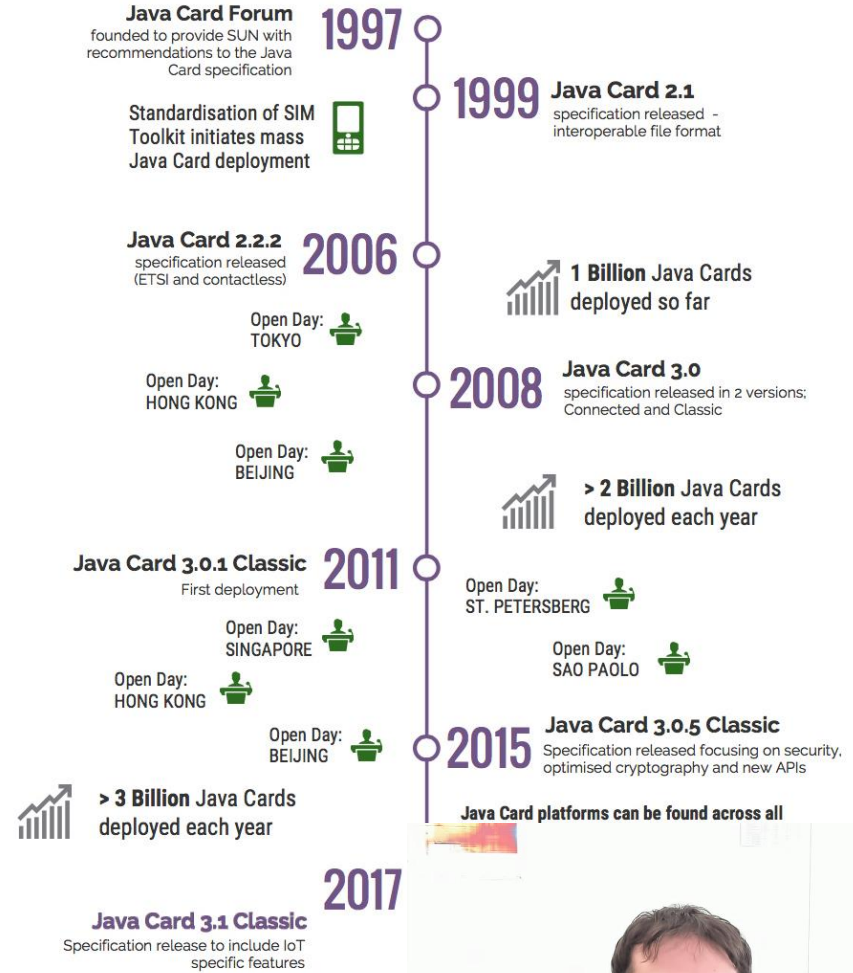 Java Card Forum
founded to provide SUN with
recommendations to the Java
Card specification
1997
1999
Java Card 2.1
specification released -
interoperable file format
Standardisation of SIM
Toolkit initiates mass
Java Card deployment
Java Card 2.2.2
specification released
(ETSI and contactless)
2006
1 Billion Java Cards
deployed so far
Open Day:
TOKYO
Open Day:
HONG KONG
2008
Java Card 3.0
specification released in 2 versions;
Connected and Classic
Open Day:
BEIJING
> 2 Billion Java Cards
deployed each year
Java Card 3.0.1 Classic
First deployment
2011
Open Day:
ST. PETERSBERG
Open Day:
SINGAPORE
Open Day:
SAO PAOLO
Open Day:
HONG KONG
Open Day:
BEIJING
2015
Java Card 3.0.5 Classic
Specification released focusing on security,
optimised cryptography and new APIs
> 3 Billion Java Cards
deployed each year
Java Card platforms can be found across all
2017
Java Card 3.1 Classic
Specification release to include IoT
specific features